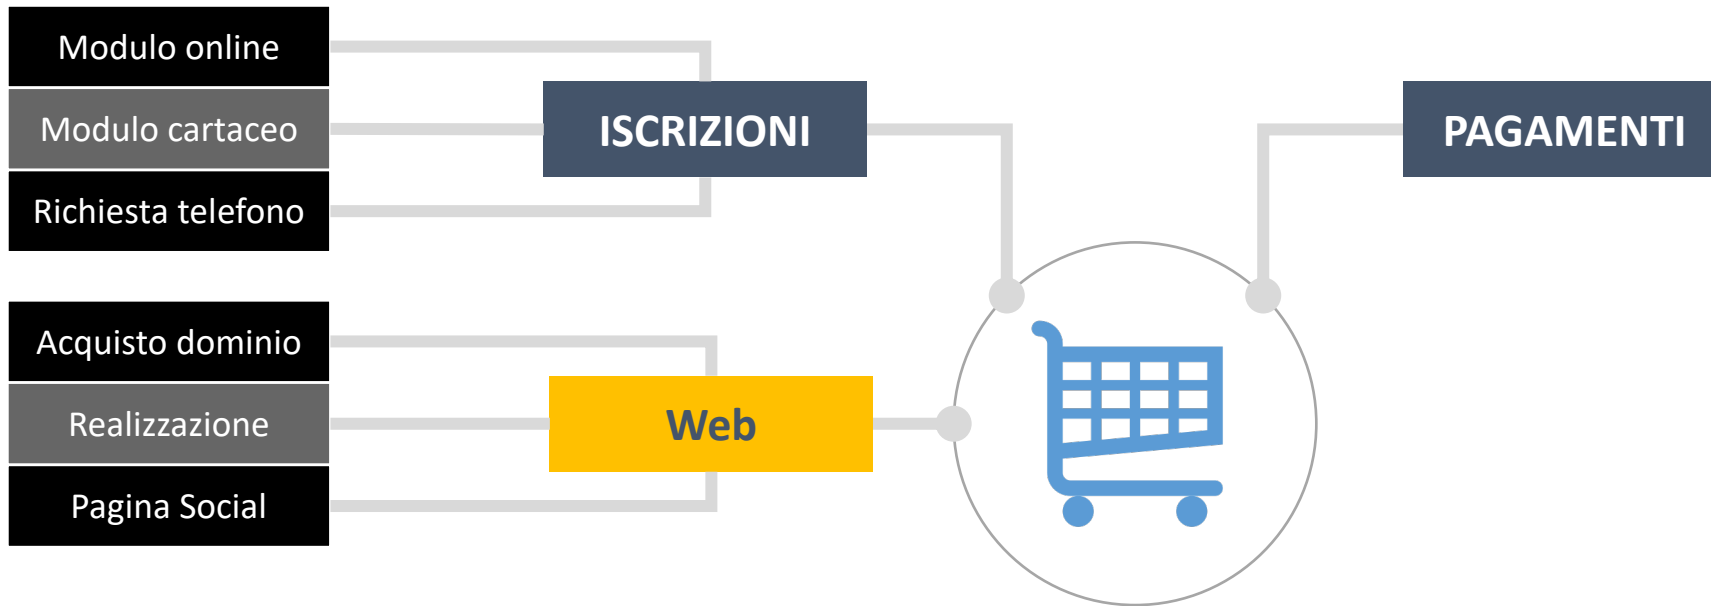 Modulo online
Modulo cartaceo
Richiesta telefono
ISCRIZIONI
PAGAMENTI
Acquisto dominio
Realizzazione
Pagina Social
Web